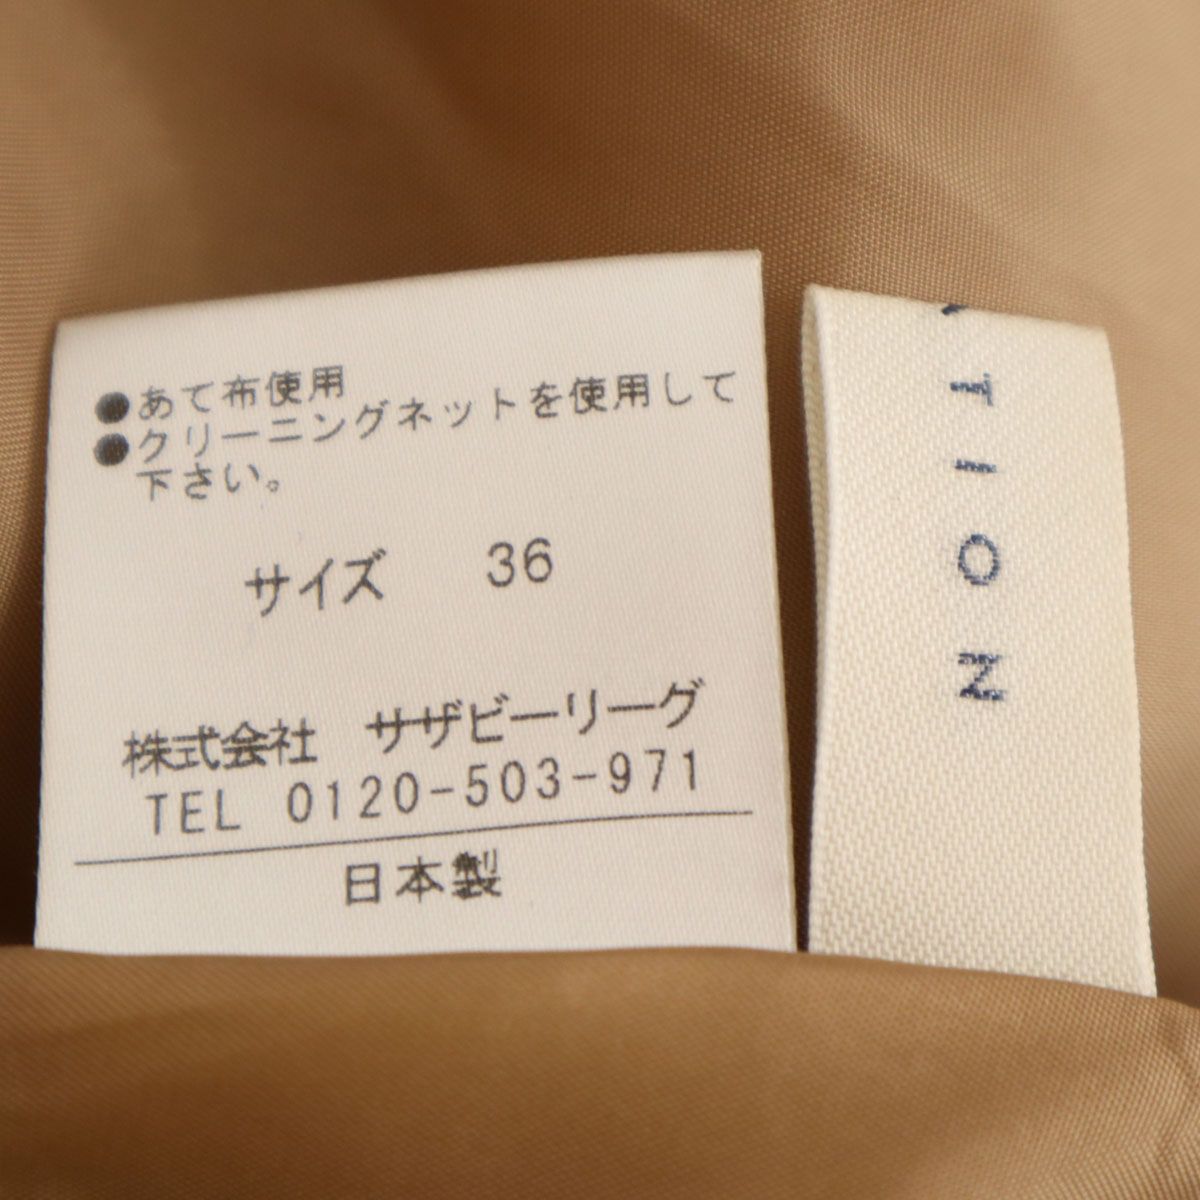 ●あて布使用
●クリーニングネットを使用して
下さい。
サイズ 36
株式会社 サザビーリーグ
TEL 0120-503-971
日本製
TION